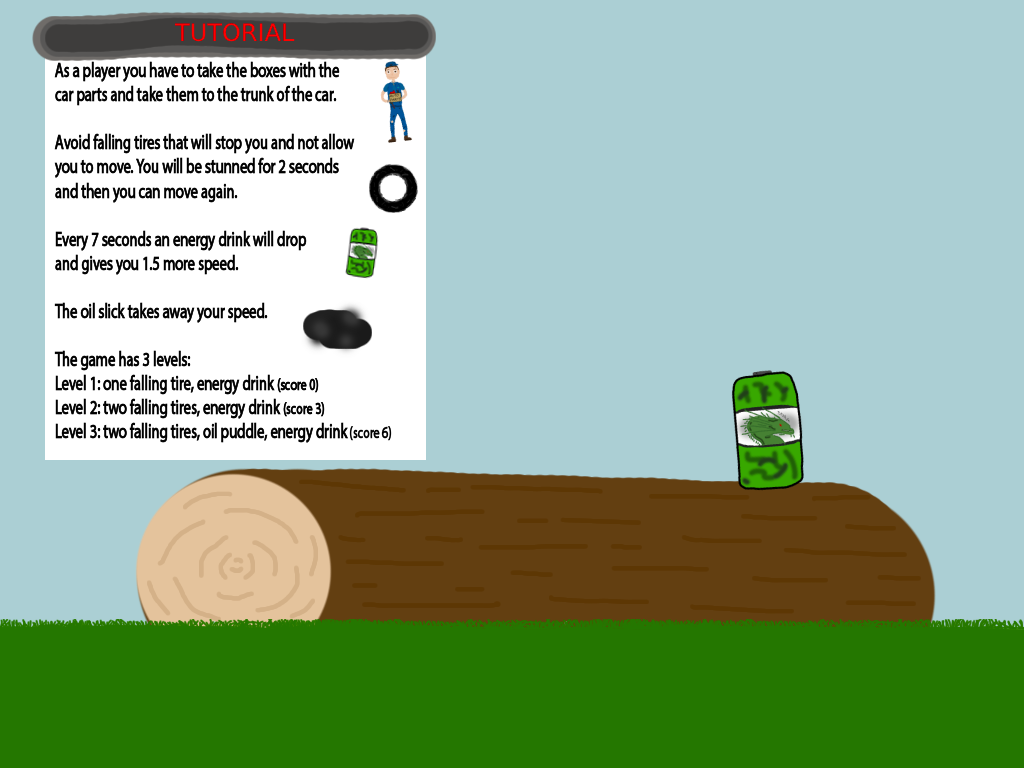 TUTORIAL
As a player you have to take the boxes with the
car parts and take them to the trunk of the car.
Avoid falling tires that will stop you and not allow
you to move. You will be stunned for 2 seconds
and then you can move again.
Every 7 seconds an energy drink will drop
and gives you 1.5 more speed.
The oil slick takes away your speed.
The game has 3 levels:
Level 1: one falling tire, energy drink (score 0)
Level 2: two falling tires, energy drink (score 3)
Level 3: two falling tires, oil puddle, energy drink (score 6)